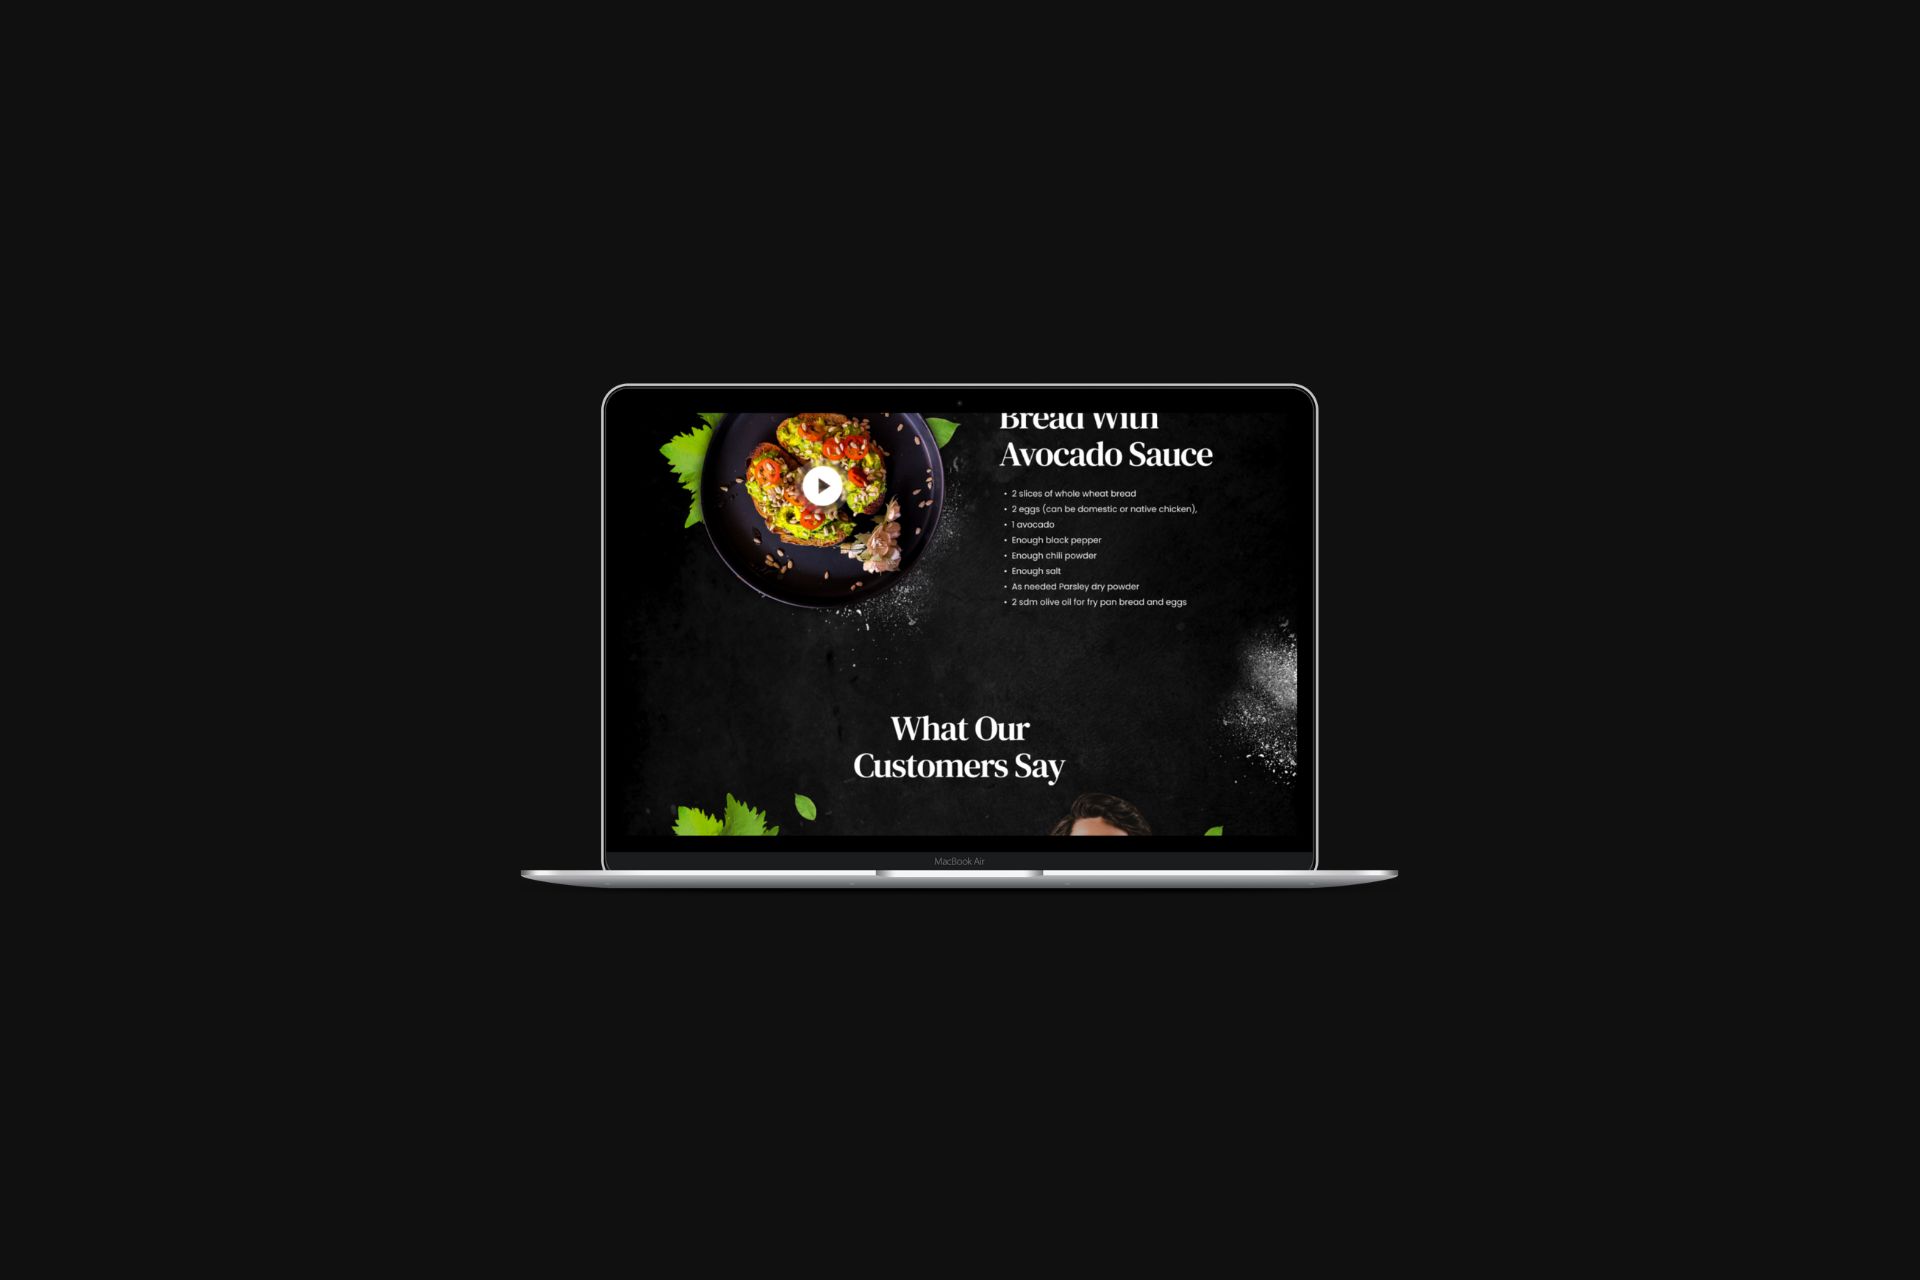 Bread With
Avocado Sauce
• 2 slices of whole wheat bread
• 2 eggs (can be domestic or native chicken),
• 1 avocado
• Enough black pepper
• Enough chili powder
• Enough salt
• As needed Parsley dry powder
• 2 sdm olive oil for fry pan bread and eggs
What Our
Customers Say
MacBook Air